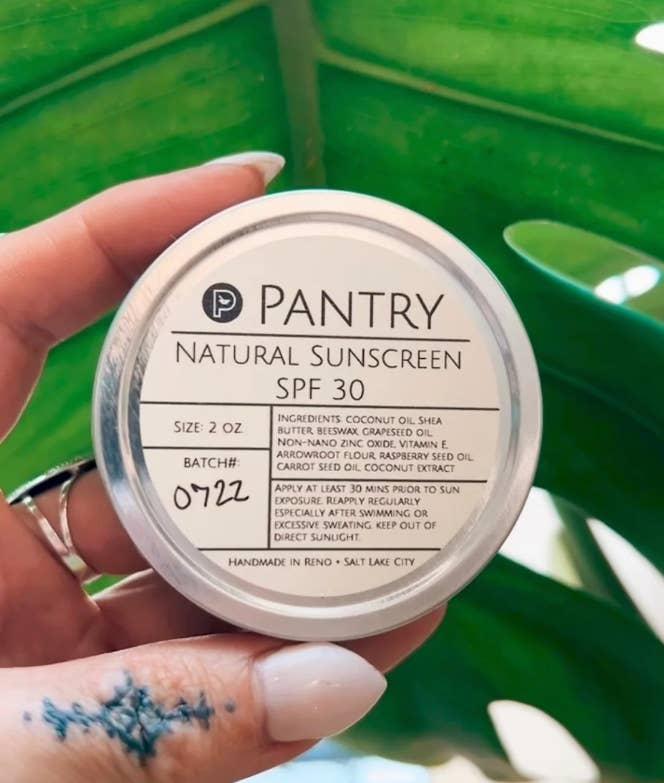 P PANTRY
NATURAL SUNSCREEN
SPF 30
SIZE: 2 OZ
BATCH#:
0722
INGREDIENTS: COCONUT OIL, SHEA
BUTTER, BEESWAX, GRAPESEED OIL,
NON-NANO ZINC OXIDE, VITAMIN E,
ARROWROOT FLOUR, RASPBERRY SEED OIL,
CARROT SEED OIL, COCONUT EXTRACT
APPLY AT LEAST 30 MINS PRIOR TO SUN
EXPOSURE. REAPPLY REGULARLY
ESPECIALLY AFTER SWIMMING OR
EXCESSIVE SWEATING. KEEP OUT OF
DIRECT SUNLIGHT.
HANDMADE IN RENO • SALT LAKE CITY